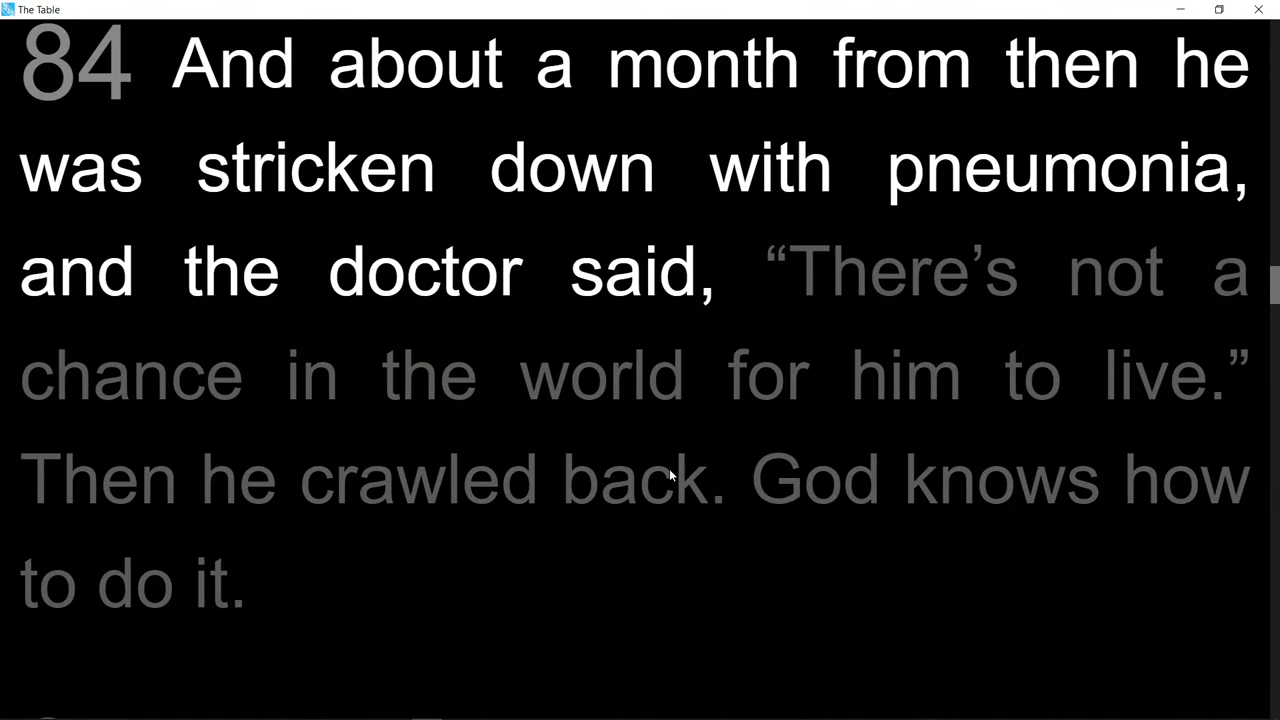 The Table
84 And about a month from then he
was stricken down with pneumonia,
and the doctor said, “There’s not a
chance in the world for him to live.”
Then he crawled back. God knows how
to do it.